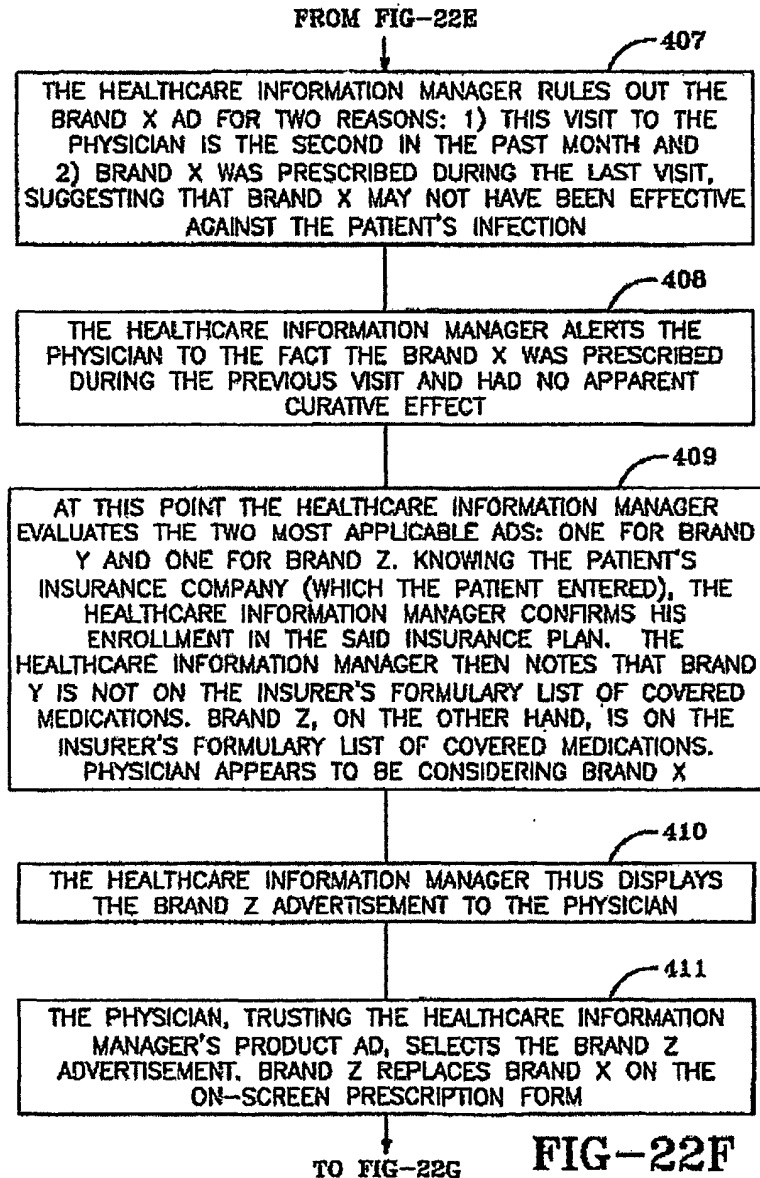 FROM FIG-22E
407
THE HEALTHCARE INFORMATION MANAGER RULES OUT THE
BRAND X AD FOR TWO REASONS: 1) THIS VISIT TO THE
PHYSICIAN IS THE SECOND IN THE PAST MONTH AND
2) BRAND X WAS PRESCRIBED DURING THE LAST VISIT,
SUGGESTING THAT BRAND X MAY NOT HAVE BEEN EFFECTIVE
AGAINST THE PATIENT'S INFECTION
408
THE HEALTHCARE INFORMATION MANAGER ALERTS THE
PHYSICIAN TO THE FACT THE BRAND X WAS PRESCRIBED
DURING THE PREVIOUS VISIT AND HAD NO APPARENT
CURATIVE EFFECT
409
AT THIS POINT THE HEALTHCARE INFORMATION MANAGER
EVALUATES THE TWO MOST APPLICABLE ADS: ONE FOR BRAND
Y AND ONE FOR BRAND Z. KNOWING THE PATIENT'S
INSURANCE COMPANY (WHICH THE PATIENT ENTERED), THE
HEALTHCARE INFORMATION MANAGER CONFIRMS HIS
ENROLLMENT IN THE SAID INSURANCE PLAN. THE
HEALTHCARE INFORMATION MANAGER THEN NOTES THAT BRAND
Y IS NOT ON THE INSURER'S FORMULARY LIST OF COVERED
MEDICATIONS. BRAND Z, ON THE OTHER HAND, IS ON THE
INSURER'S FORMULARY LIST OF COVERED MEDICATIONS.
PHYSICIAN APPEARS TO BE CONSIDERING BRAND X
410
THE HEALTHCARE INFORMATION MANAGER THUS DISPLAYS
THE BRAND Z ADVERTISEMENT TO THE PHYSICIAN
411
THE PHYSICIAN, TRUSTING THE HEALTHCARE INFORMATION
MANAGER'S PRODUCT AD, SELECTS THE BRAND Z
ADVERTISEMENT. BRAND Z REPLACES BRAND X ON THE
ON-SCREEN PRESCRIPTION FORM
TO FIG-22G
FIG-22F